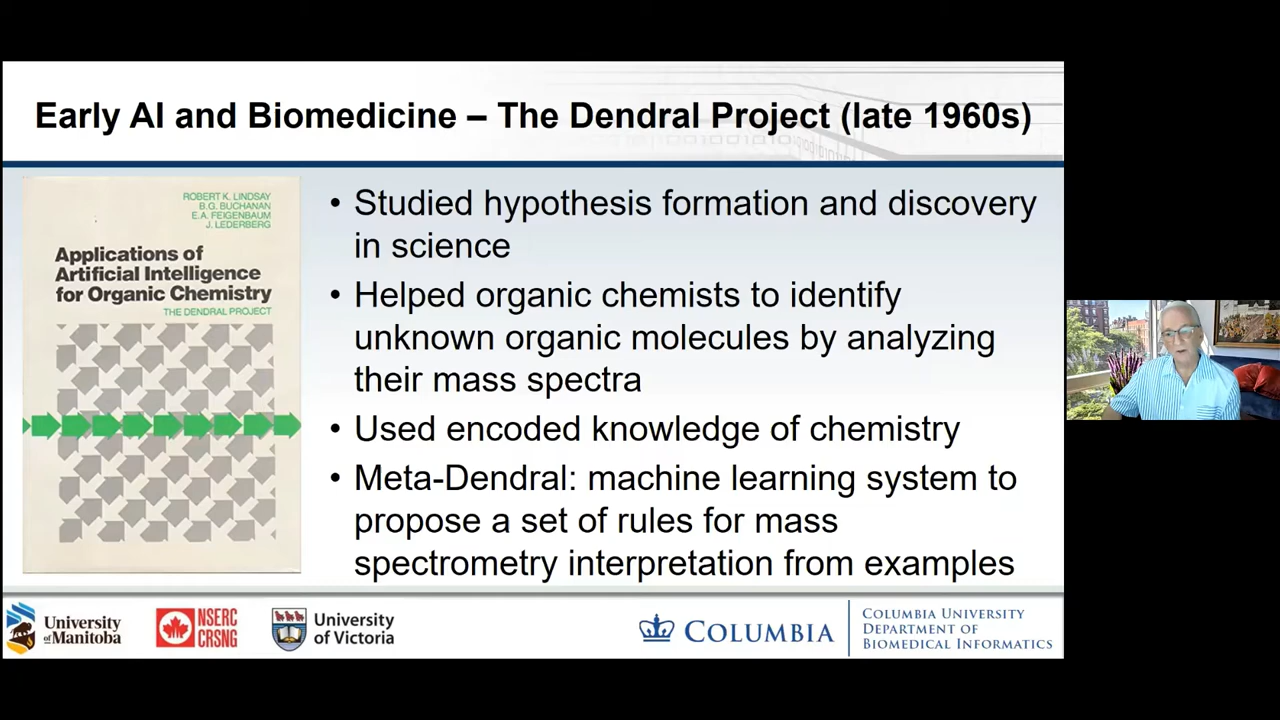 Early AI and Biomedicine – The Dendral Project (late 1960s)
ROBERT K. LINDSAY
B.G. BUCHANAN
E.A. FEIGENBAUM
J. LEDERBERG
Applications of
Artificial Intelligence
for Organic Chemistry
THE DENDRAL PROJECT
• Studied hypothesis formation and discovery
in science
• Helped organic chemists to identify
unknown organic molecules by analyzing
their mass spectra
• Used encoded knowledge of chemistry
• Meta-Dendral: machine learning system to
propose a set of rules for mass
spectrometry interpretation from examples
University
of Manitoba
NSERC
CRSNG
University
of Victoria
COLUMBIA
COLUMBIA UNIVERSITY
DEPARTMENT OF
BIOMEDICAL INFORMATICS